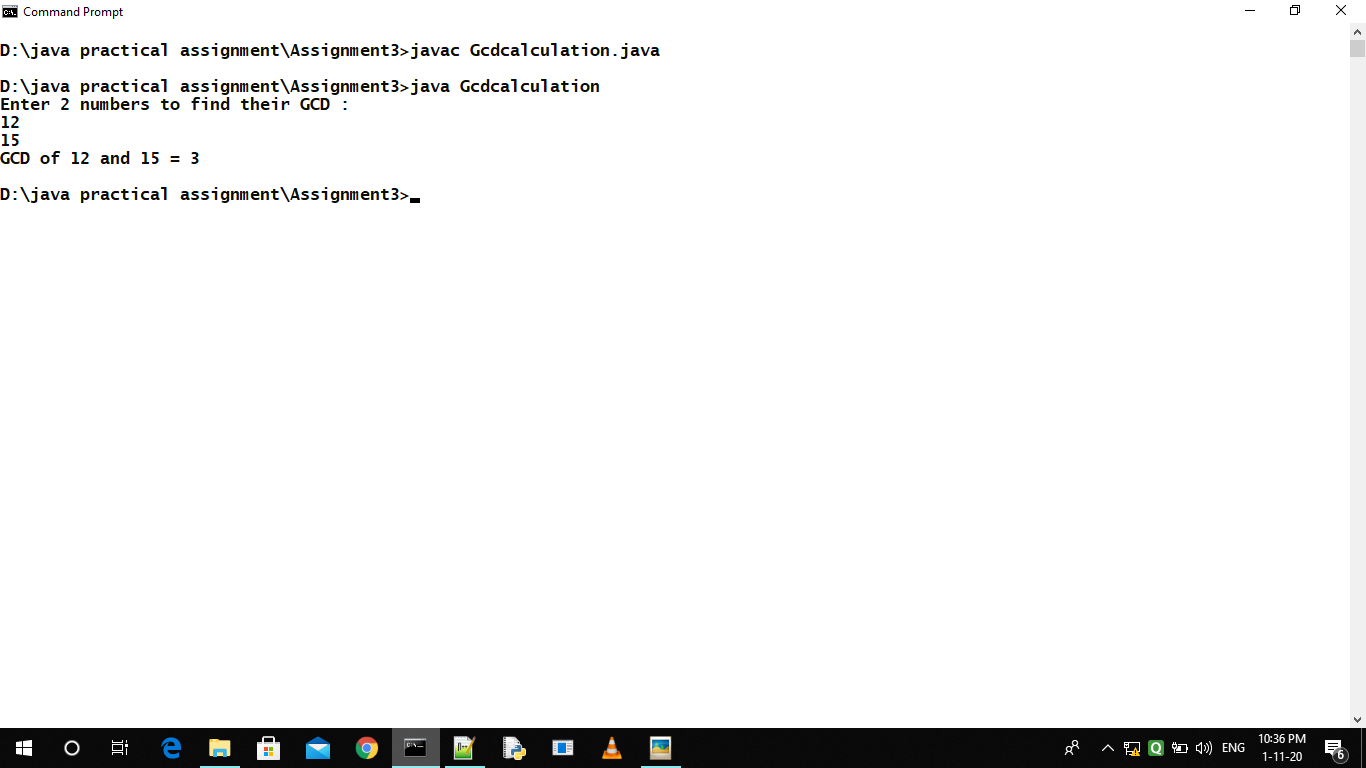 Command Prompt
D:\java practical assignment\Assignment3>javac Gcdcalculation.java
D:\java practical assignment\Assignment3>java Gcdcalculation
Enter 2 numbers to find their GCD :
12
15
GCD of 12 and 15 = 3
D:\java practical assignment\Assignment3>
ENG
10:36 PM
1-11-20
6